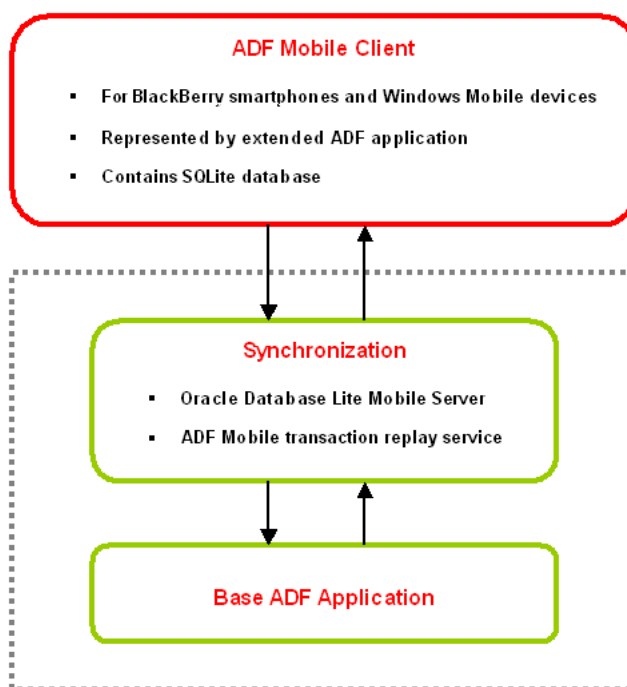 ADF Mobile Client
▪ For BlackBerry smartphones and Windows Mobile devices
▪ Represented by extended ADF application
▪ Contains SQLite database
Synchronization
▪ Oracle Database Lite Mobile Server
▪ ADF Mobile transaction replay service
Base ADF Application